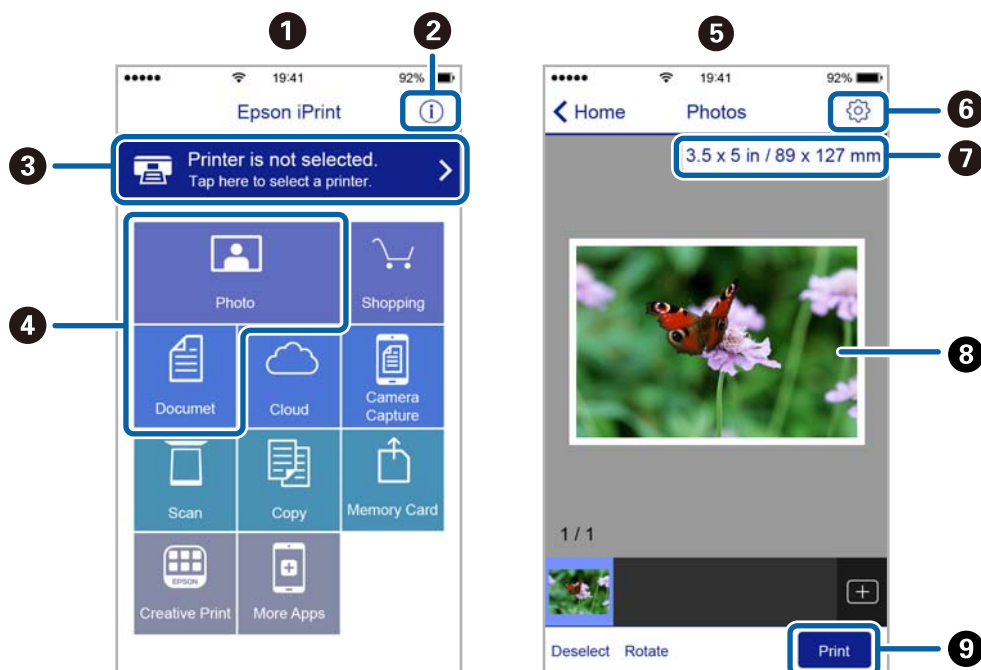 1
2
5
19:41
92%
Epson iPrint
i
3
Printer is not selected.
Tap here to select a printer.
4
Photo
Shopping
Documet
Cloud
Camera
Capture
Scan
Copy
Memory Card
EPSON
Creative Print
More Apps
19:41
92%
Home
Photos
6
3.5 x 5 in / 89 x 127 mm
7
8
1 / 1
Deselect
Rotate
Print
9